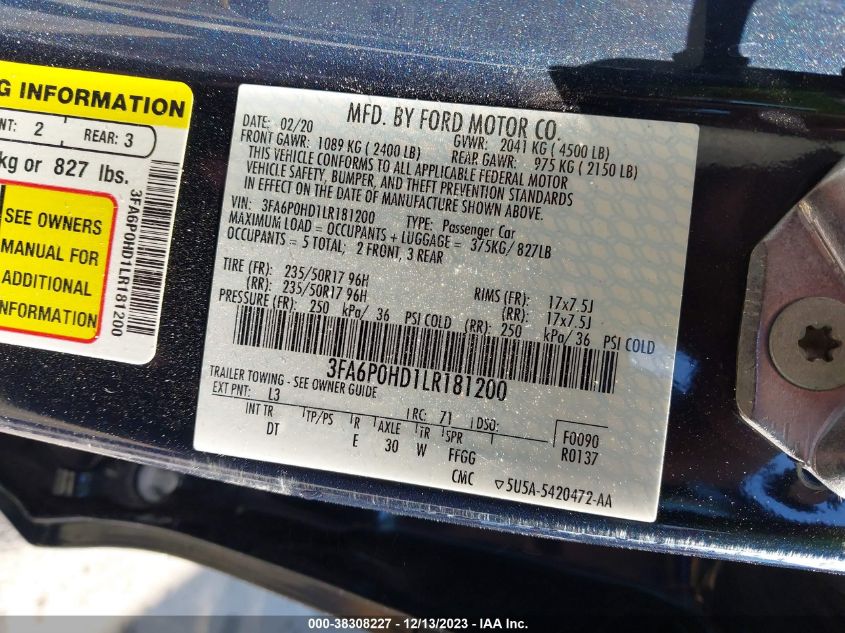 G INFORMATION
NT: 2 REAR: 3
kg or 827 lbs.
SEE OWNERS
MANUAL FOR
ADDITIONAL
INFORMATION
3FA6P0HD1LR181200
MFD. BY FORD MOTOR CO.
DATE: 02/20 GVWR: 2041 KG ( 4500 LB)
FRONT GAWR: 1089 KG ( 2400 LB) REAR GAWR: 975 KG ( 2150 LB)
THIS VEHICLE CONFORMS TO ALL APPLICABLE FEDERAL MOTOR
VEHICLE SAFETY, BUMPER, AND THEFT PREVENTION STANDARDS
IN EFFECT ON THE DATE OF MANUFACTURE SHOWN ABOVE.
VIN: 3FA6P0HD1LR181200 TYPE: Passenger Car
MAXIMUM LOAD = OCCUPANTS + LUGGAGE = 375KG/ 827LB
OCCUPANTS = 5 TOTAL; 2 FRONT, 3 REAR
TIRE (FR): 235/50R17 96H RIMS (FR): 17x7.5J
(RR): 235/50R17 96H (RR): 17x7.5J
PRESSURE (FR): 250 kPa/ 36 PSI COLD (RR): 250 kPa/ 36 PSI COLD
3FA6P0HD1LR181200
TRAILER TOWING - SEE OWNER GUIDE
EXT PNT: L3 RC: 71 DSO:
INT TR TP/PS R AXLE TR SPR F0090
DT E 30 W FFGG R0137
CMC ▽5U5A-5420472-AA
000-38308227 - 12/13/2023 - IAA Inc.